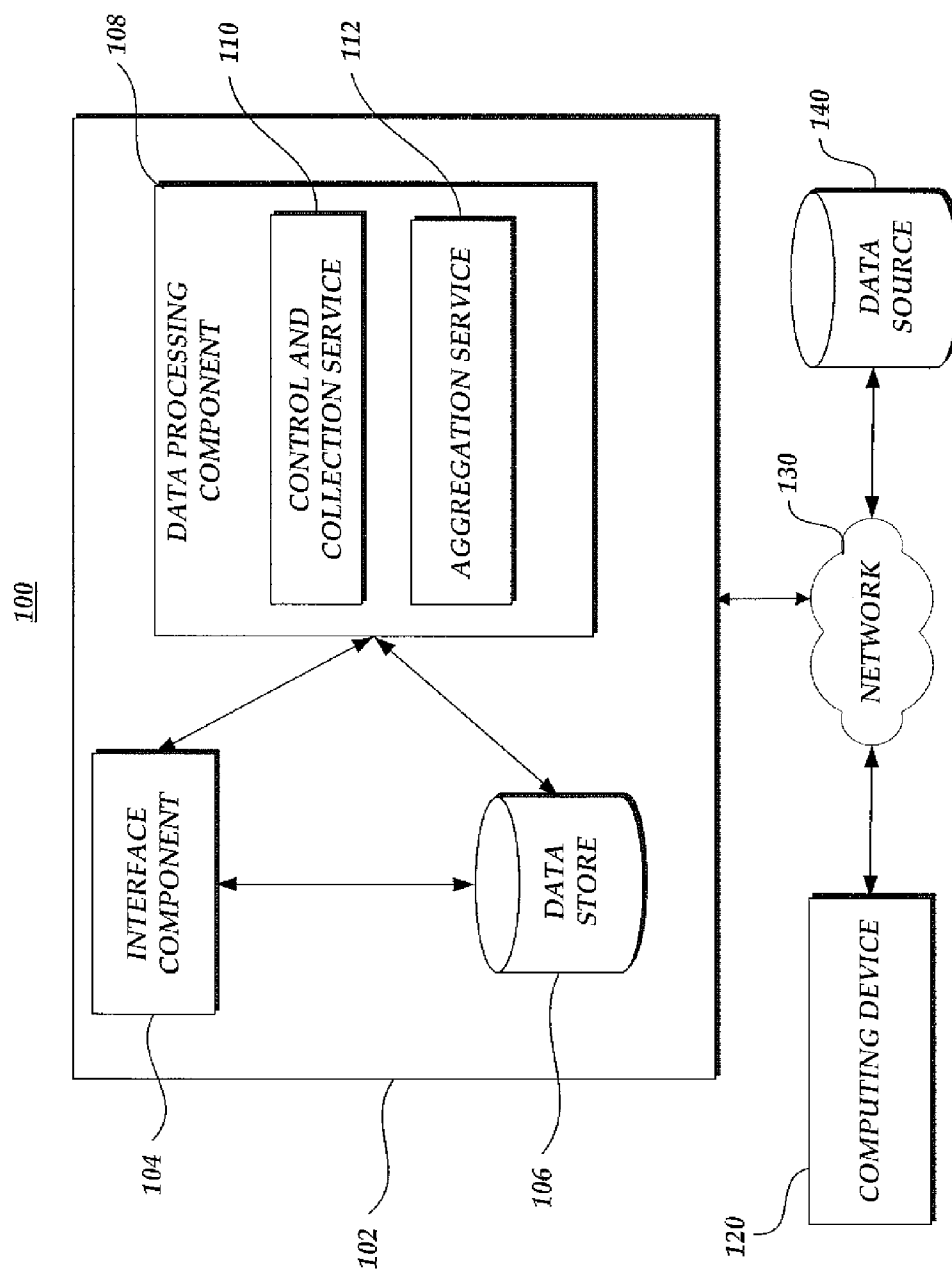 100
108
110
112
DATA PROCESSING
COMPONENT
CONTROL AND
COLLECTION SERVICE
AGGREGATION SERVICE
INTERFACE
COMPONENT
104
DATA
STORE
106
102
COMPUTING DEVICE
120
NETWORK
130
DATA
SOURCE
140